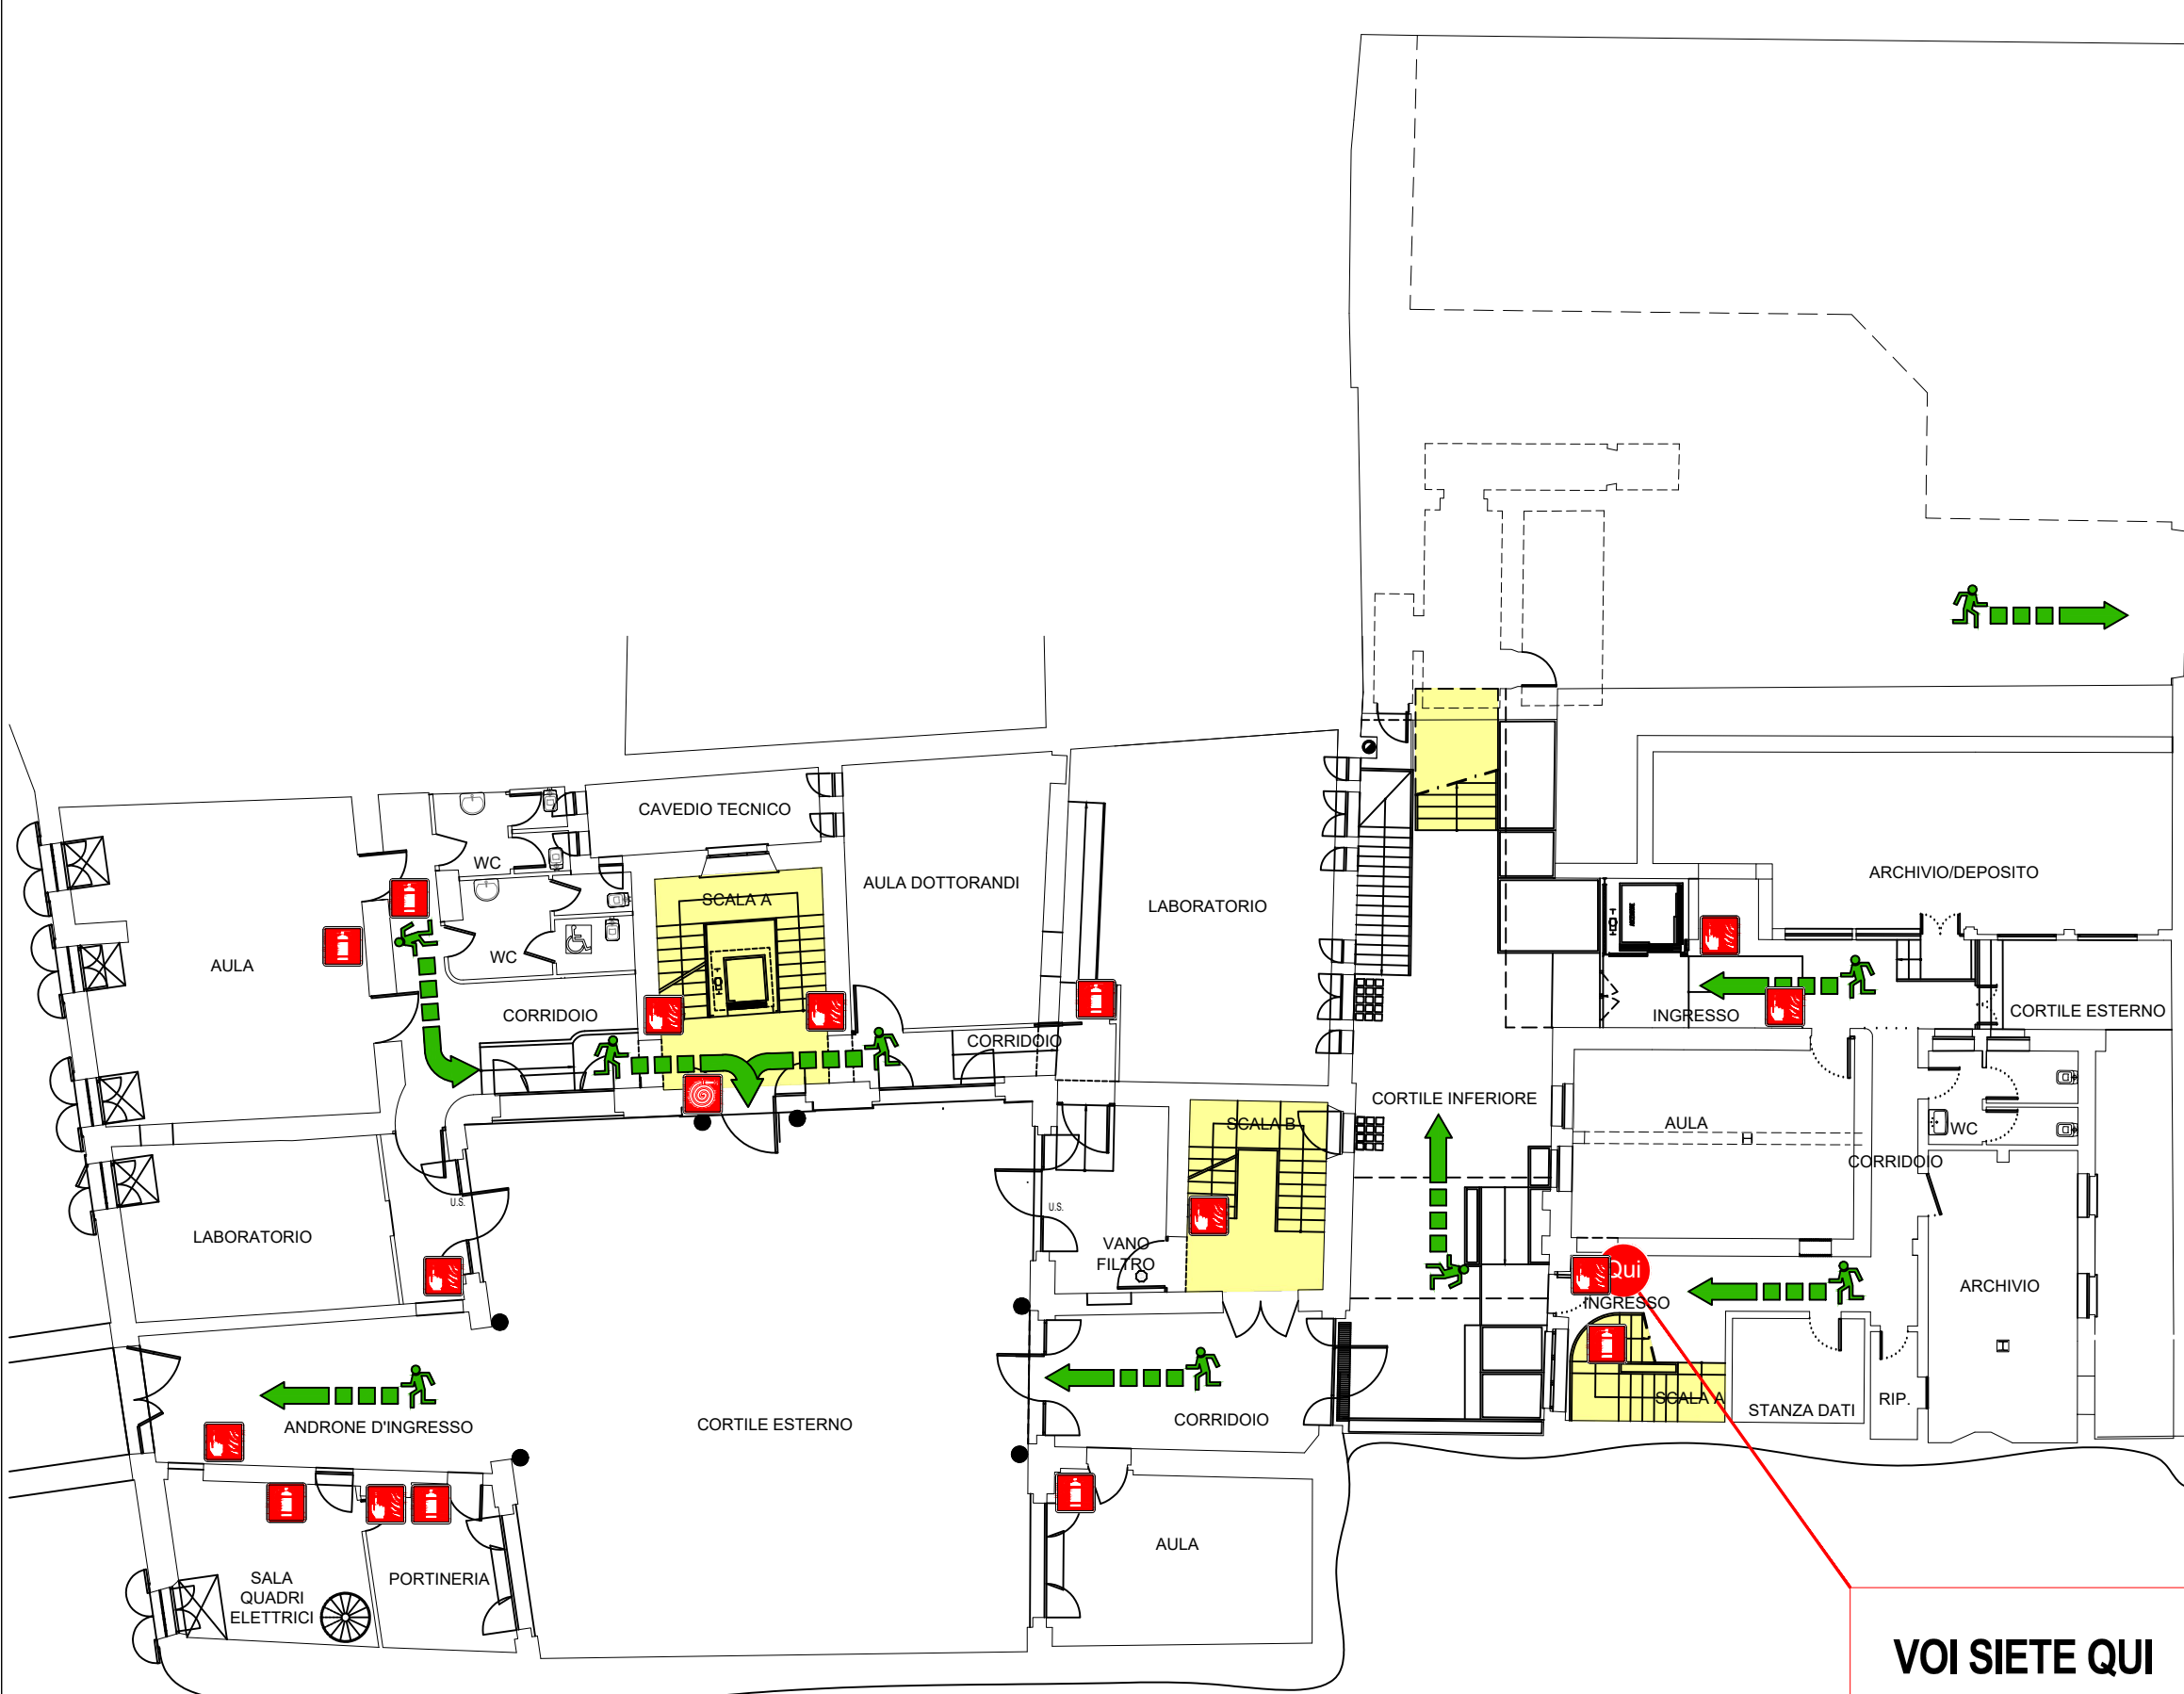 CAVEDIO TECNICO
WC
SCALA A
AULA DOTTORANDI
ARCHIVIO/DEPOSITO
LABORATORIO
AULA
WC
CORRIDOIO
CORRIDOIO
INGRESSO
CORTILE ESTERNO
CORTILE INFERIORE
SCALA B
AULA
WC
CORRIDOIO
U.S.
U.S.
LABORATORIO
VANO
FILTRO
Qui
INGRESSO
ARCHIVIO
SCALA A
STANZA DATI
RIP.
ANDRONE D'INGRESSO
CORTILE ESTERNO
CORRIDOIO
AULA
SALA
QUADRI
ELETTRICI
PORTINERIA
VOI SIETE QUI